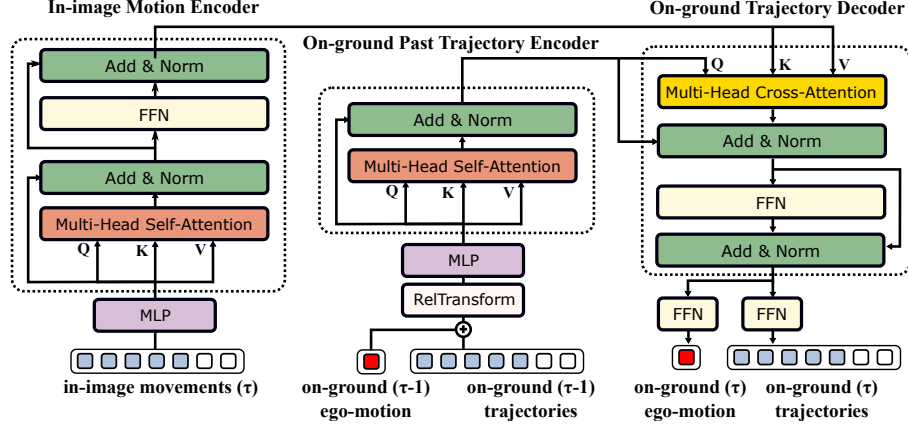 In-image Motion Encoder
Add & Norm
FFN
Add & Norm
Multi-Head Self-Attention
Q K V
MLP
in-image movements (τ)
On-ground Past Trajectory Encoder
Add & Norm
Multi-Head Self-Attention
Q K V
MLP
RelTransform
on-ground (τ-1)
ego-motion
on-ground (τ-1)
trajectories
On-ground Trajectory Decoder
Q K V
Multi-Head Cross-Attention
Add & Norm
FFN
Add & Norm
FFN
FFN
on-ground (τ)
ego-motion
on-ground (τ)
trajectories